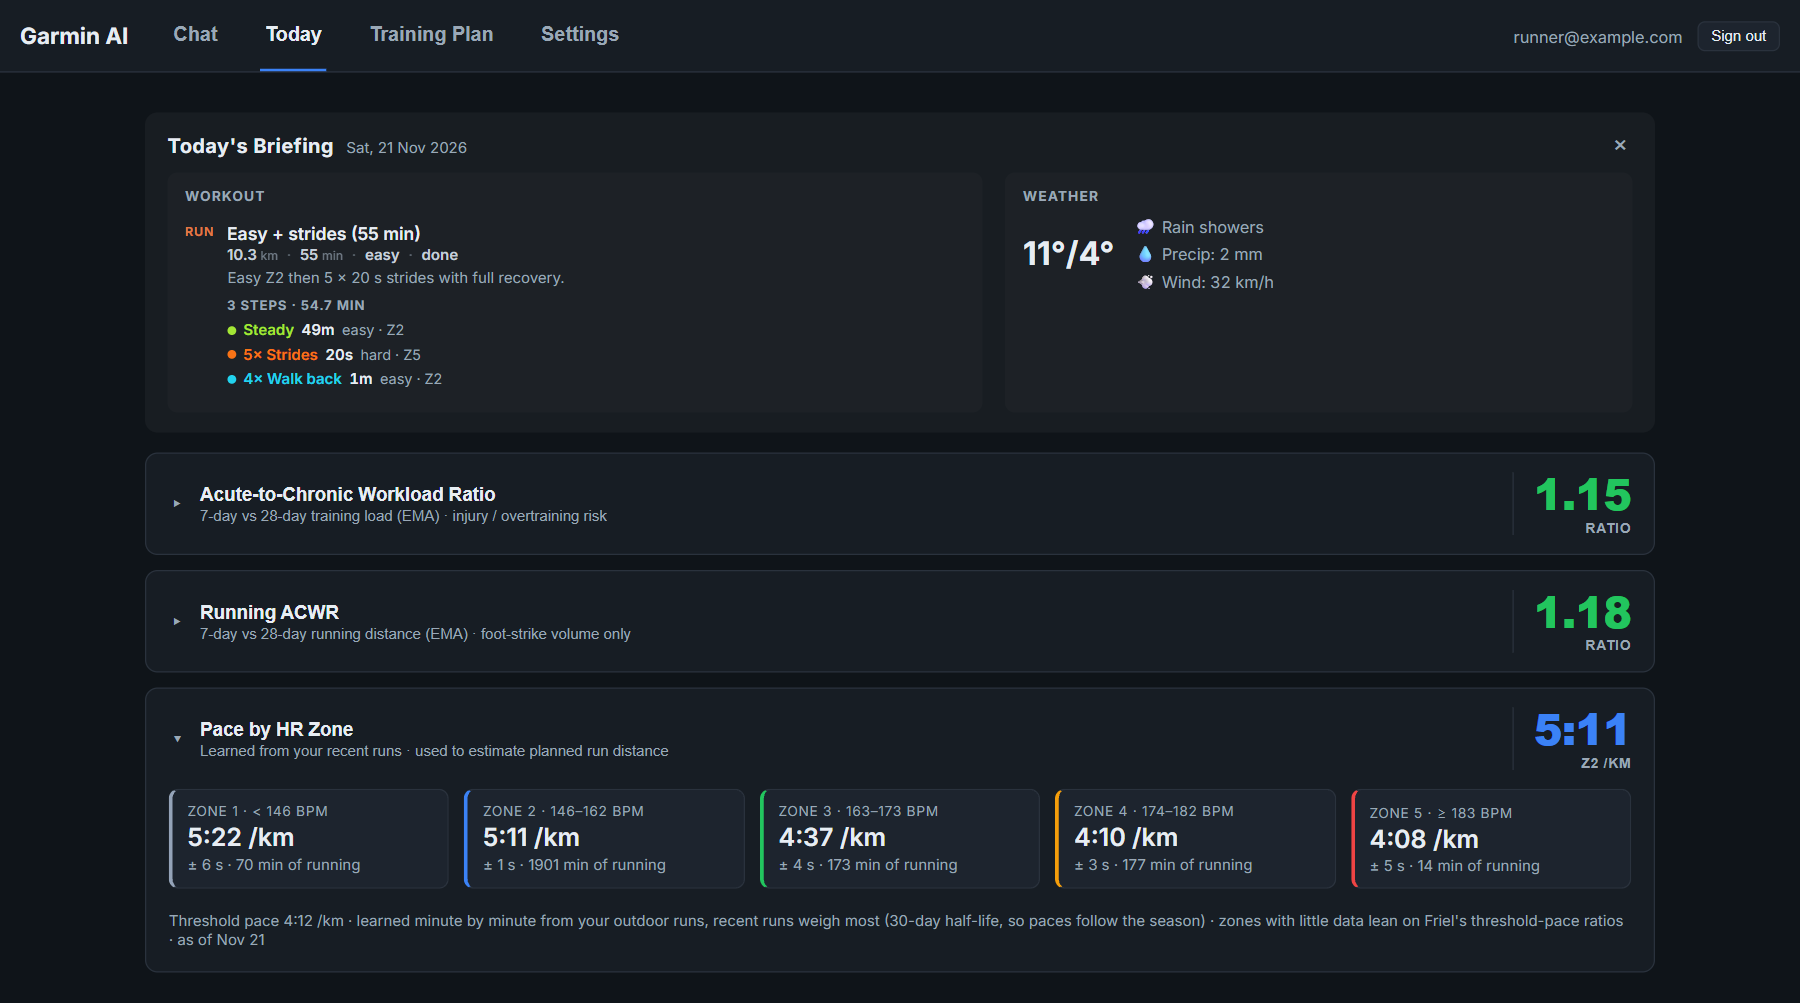 Garmin AI
Chat
Today
Training Plan
Settings
runner@example.com
Sign out
Today's Briefing Sat, 21 Nov 2026
✕
WORKOUT
RUN Easy + strides (55 min)
10.3 km · 55 min · easy · done
Easy Z2 then 5 × 20 s strides with full recovery.
3 STEPS · 54.7 MIN
Steady 49m easy · Z2
5× Strides 20s hard · Z5
4× Walk back 1m easy · Z2
WEATHER
11°/4°
Rain showers
Precip: 2 mm
Wind: 32 km/h
Acute-to-Chronic Workload Ratio
7-day vs 28-day training load (EMA) · injury / overtraining risk
1.15
RATIO
Running ACWR
7-day vs 28-day running distance (EMA) · foot-strike volume only
1.18
RATIO
Pace by HR Zone
Learned from your recent runs · used to estimate planned run distance
5:11
Z2 /KM
ZONE 1 · < 146 BPM
5:22 /km
± 6 s · 70 min of running
ZONE 2 · 146–162 BPM
5:11 /km
± 1 s · 1901 min of running
ZONE 3 · 163–173 BPM
4:37 /km
± 4 s · 173 min of running
ZONE 4 · 174–182 BPM
4:10 /km
± 3 s · 177 min of running
ZONE 5 · ≥ 183 BPM
4:08 /km
± 5 s · 14 min of running
Threshold pace 4:12 /km · learned minute by minute from your outdoor runs, recent runs weigh most (30-day half-life, so paces follow the season) · zones with little data lean on Friel's threshold-pace ratios
· as of Nov 21